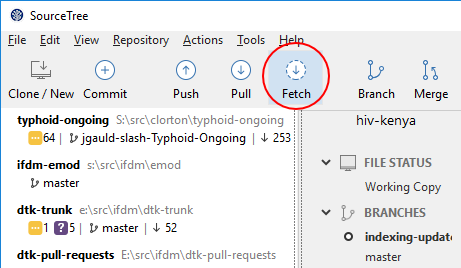 SourceTree
File Edit View Repository Actions Tools Help
Clone / New Commit Push Pull Fetch Branch Merge
typhoid-ongoing S:\src\clorton\typhoid-ongoing
64 | jgauld-slash-Typhoid-Ongoing | 253
ifdm-emod s:\src\ifdm\emod
master
dtk-trunk e:\src\ifdm\dtk-trunk
1 ? 5 | master | 52
dtk-pull-requests E:\src\ifdm\dtk-pull-requests
hiv-kenya
FILE STATUS
Working Copy
BRANCHES
indexing-update
master